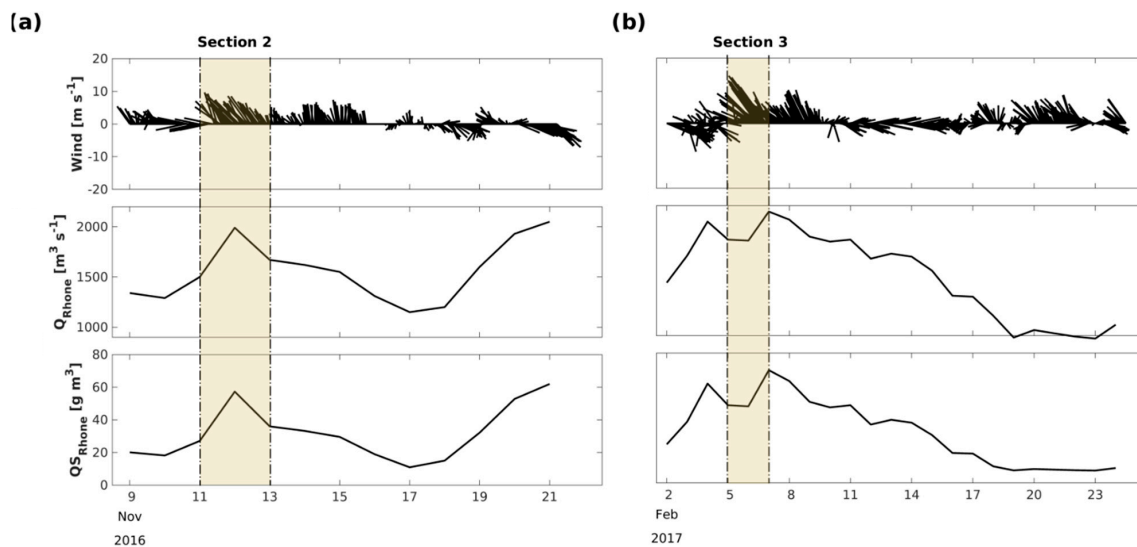 (a)
(b)
Section 2
Section 3
Wind [m s⁻¹]
20
10
0
-10
-20
Q_Rhone [m³ s⁻¹]
2000
1500
1000
QS_Rhone [g m³]
80
60
40
20
0
9 11 13 15 17 19 21
Nov
2016
2 5 8 11 14 17 20 23
Feb
2017